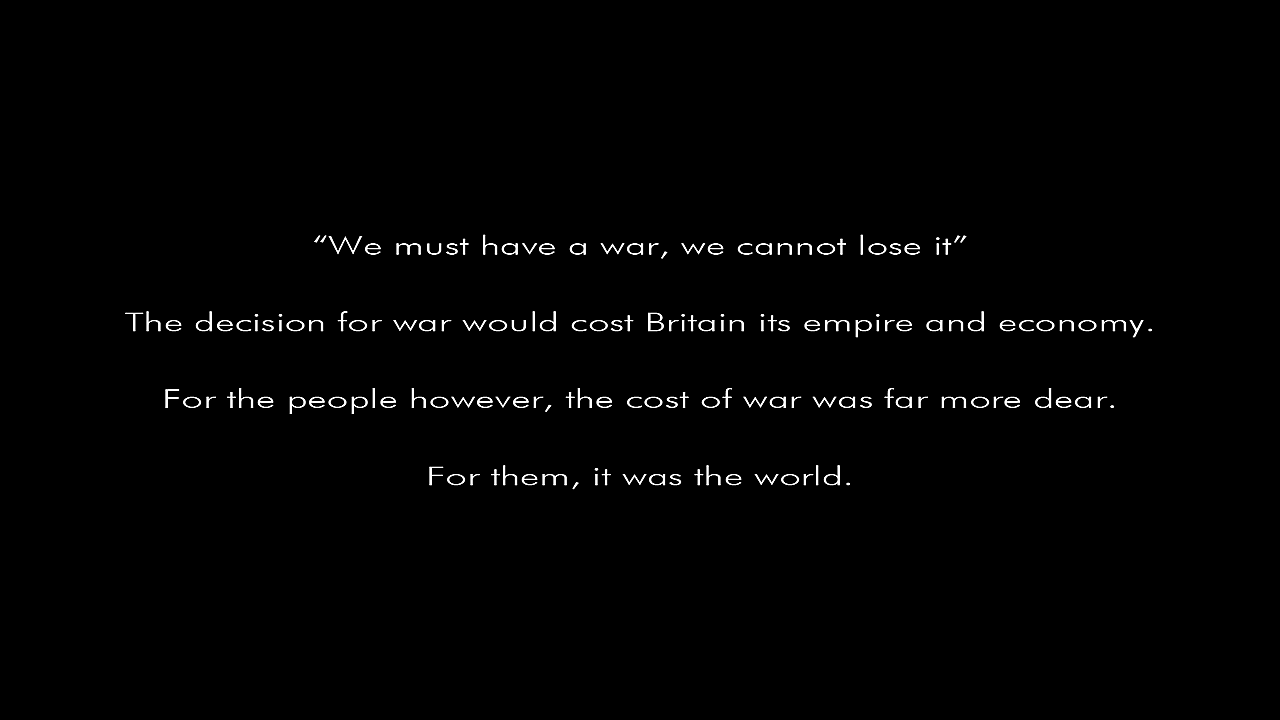 “We must have a war, we cannot lose it”
The decision for war would cost Britain its empire and economy.
For the people however, the cost of war was far more dear.
For them, it was the world.